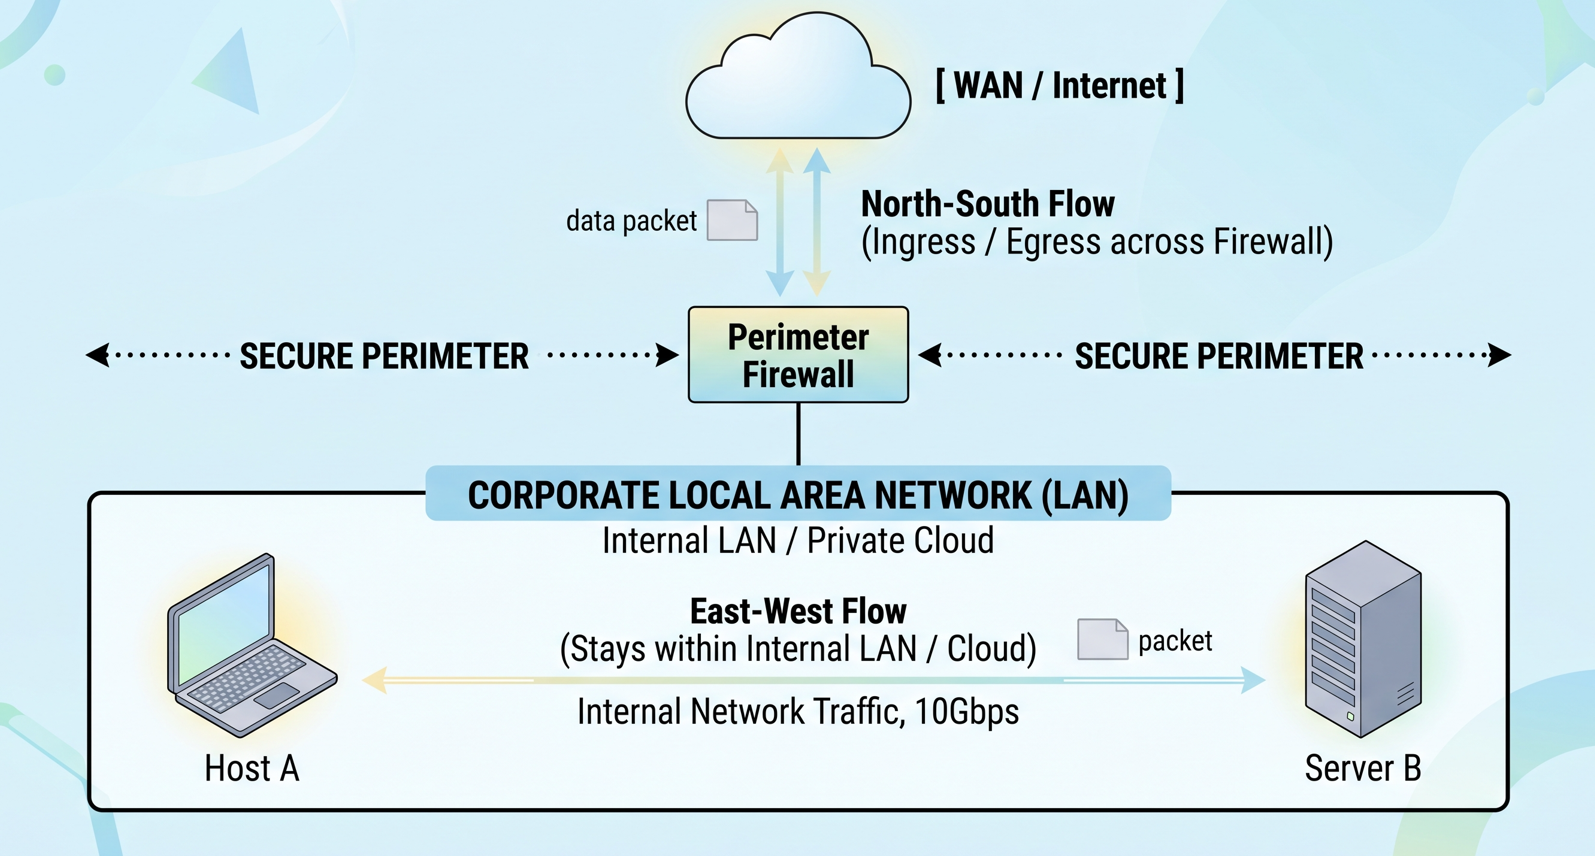 [ WAN / Internet ]
data packet
North-South Flow
(Ingress / Egress across Firewall)
SECURE PERIMETER
Perimeter
Firewall
SECURE PERIMETER
CORPORATE LOCAL AREA NETWORK (LAN)
Internal LAN / Private Cloud
East-West Flow
(Stays within Internal LAN / Cloud)
packet
Internal Network Traffic, 10Gbps
Host A
Server B